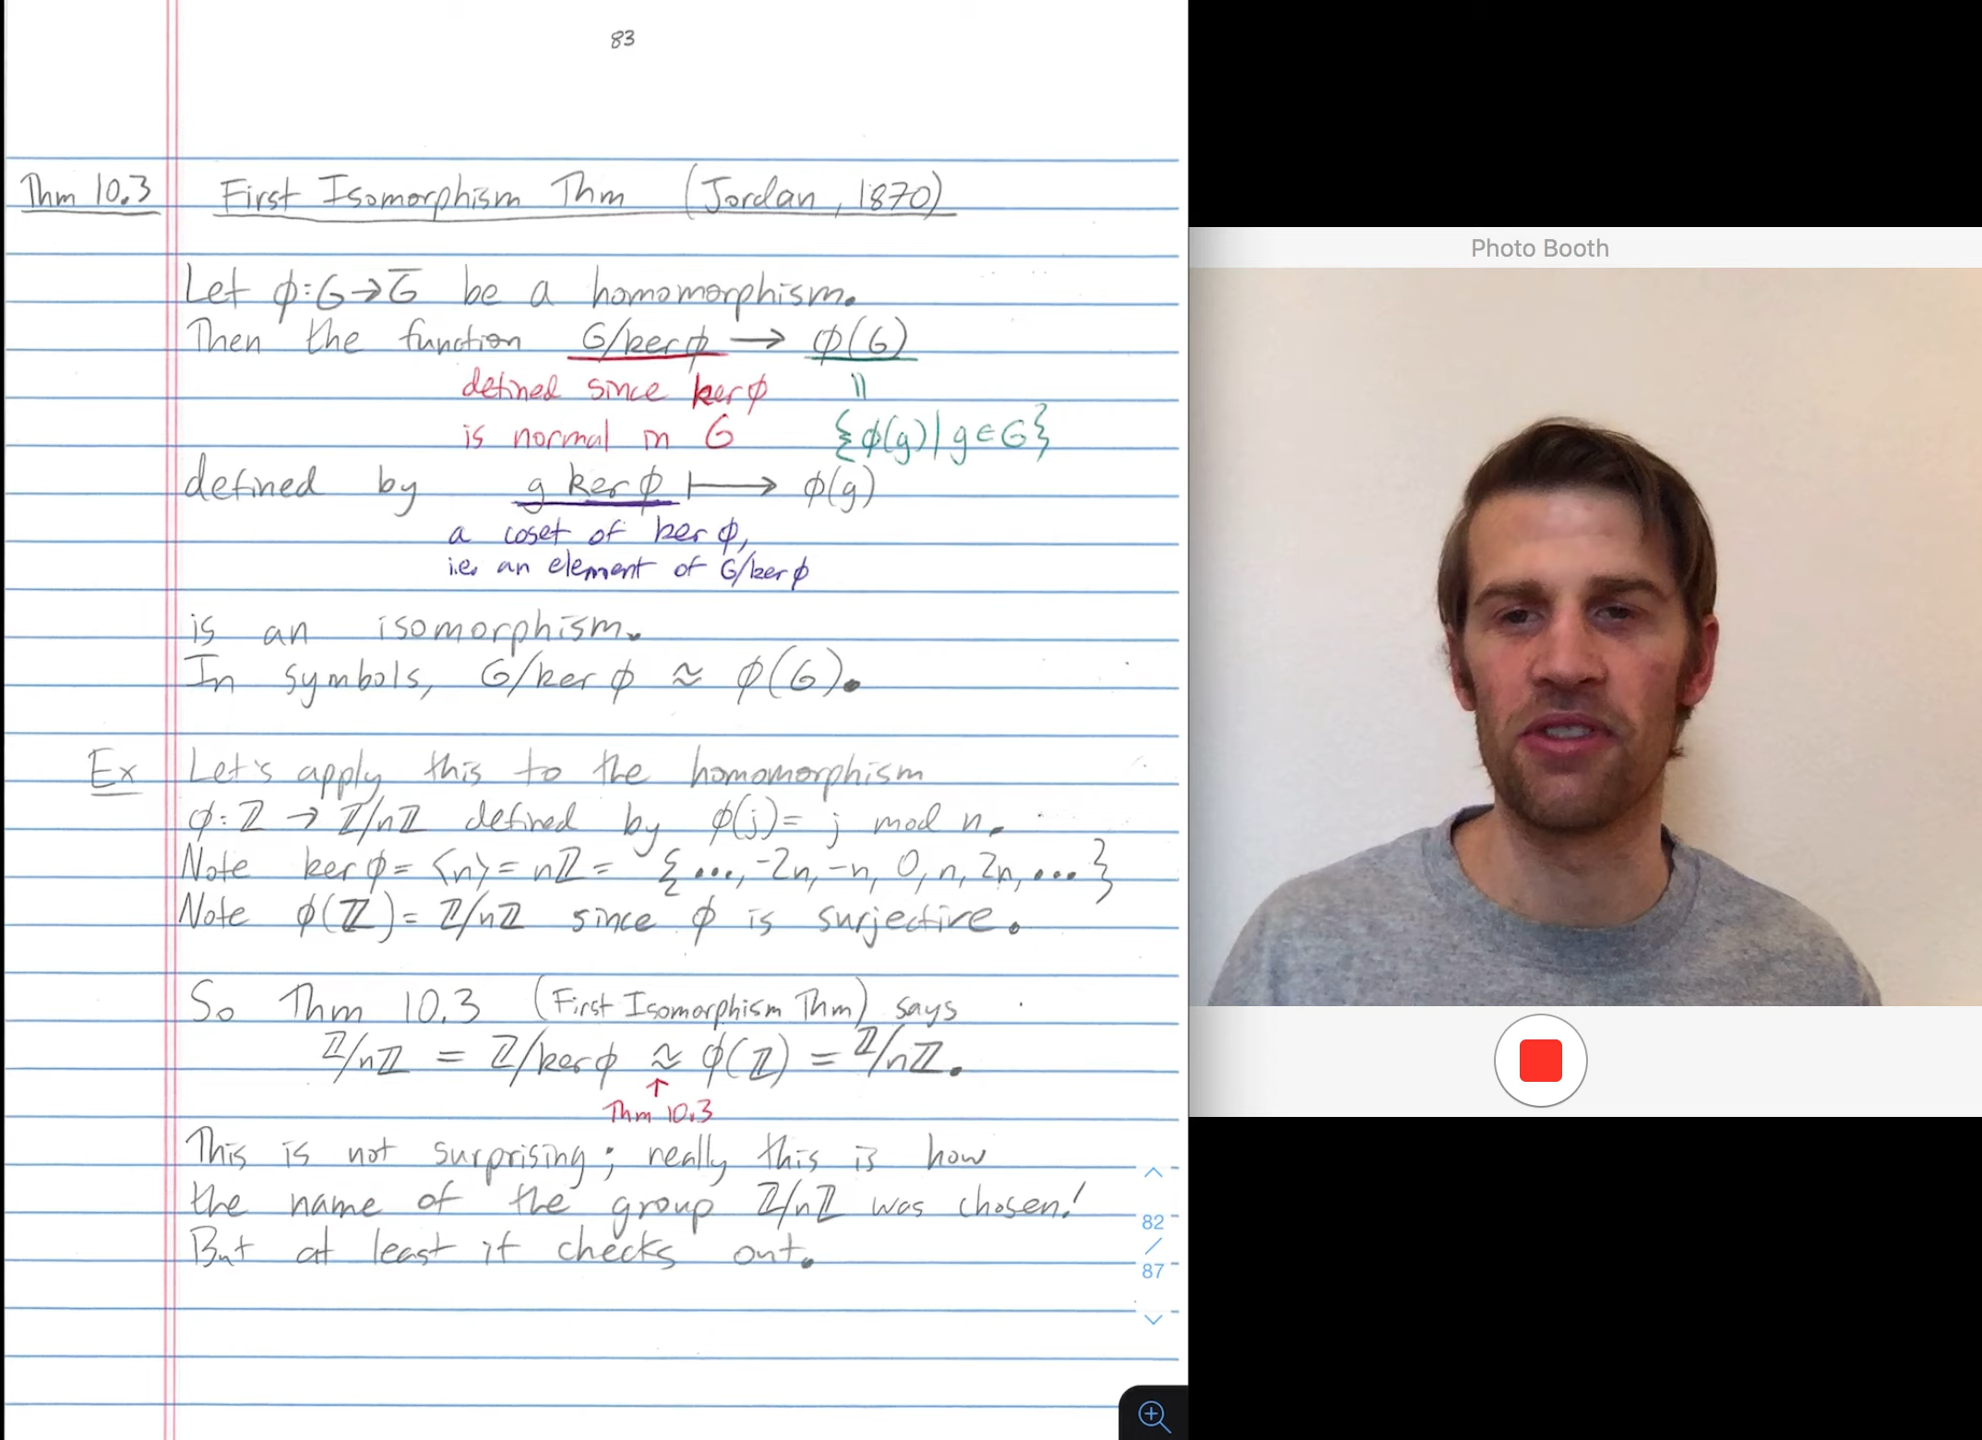 83
Thm 10.3 First Isomorphism Thm (Jordan, 1870)
Let ϕ:G→G̅ be a homomorphism.
Then the function G/ker ϕ → ϕ(G)
defined since ker ϕ ||
is normal in G {ϕ(g)|g∈G}
defined by g ker ϕ ⟼ ϕ(g)
a coset of ker ϕ,
i.e. an element of G/ker ϕ
is an isomorphism.
In symbols, G/ker ϕ ≈ ϕ(G).
Ex Let's apply this to the homomorphism
ϕ:ℤ → ℤ/nℤ defined by ϕ(j)= j mod n.
Note ker ϕ = ⟨n⟩ = nℤ = {..., -2n, -n, 0, n, 2n, ...}
Note ϕ(ℤ)= ℤ/nℤ since ϕ is surjective.
So Thm 10.3 (First Isomorphism Thm) says
ℤ/nℤ = ℤ/ker ϕ ≈ ϕ(ℤ) = ℤ/nℤ.
↑
Thm 10.3
This is not surprising; really this is how
the name of the group ℤ/nℤ was chosen!
But at least it checks out.
82
/
87
Photo Booth